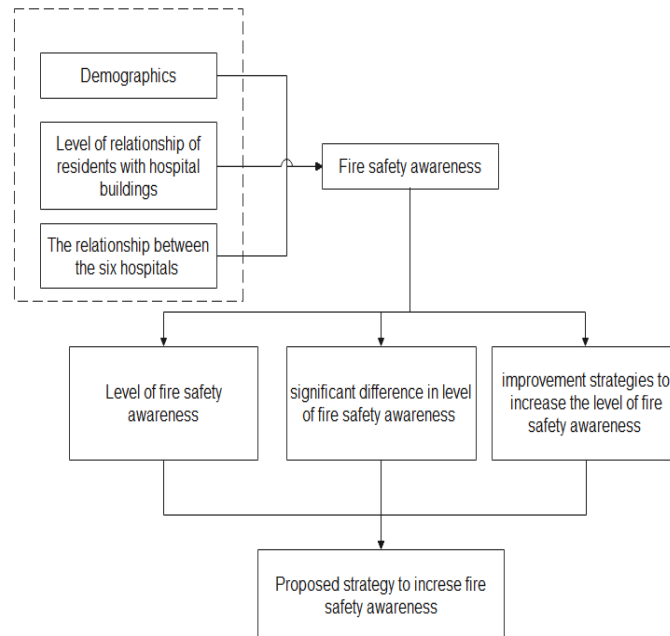 Demographics
Level of relationship of
residents with hospital
buildings
Fire safety awareness
The relationship between
the six hospitals
Level of fire safety
awareness
significant difference in level
of fire safety awareness
improvement strategies to
increase the level of fire
safety awareness
Proposed strategy to increse fire
safety awareness